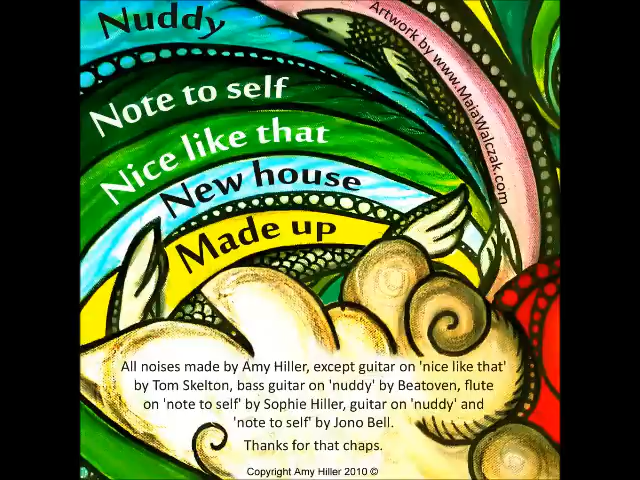 Nuddy
Artwork by www.MaiaWalczak.com
Note to self
Nice like that
New house
Made up
All noises made by Amy Hiller, except guitar on 'nice like that'
by Tom Skelton, bass guitar on 'nuddy' by Beatoven, flute
on 'note to self' by Sophie Hiller, guitar on 'nuddy' and
'note to self' by Jono Bell.
Thanks for that chaps.
Copyright Amy Hiller 2010 ©